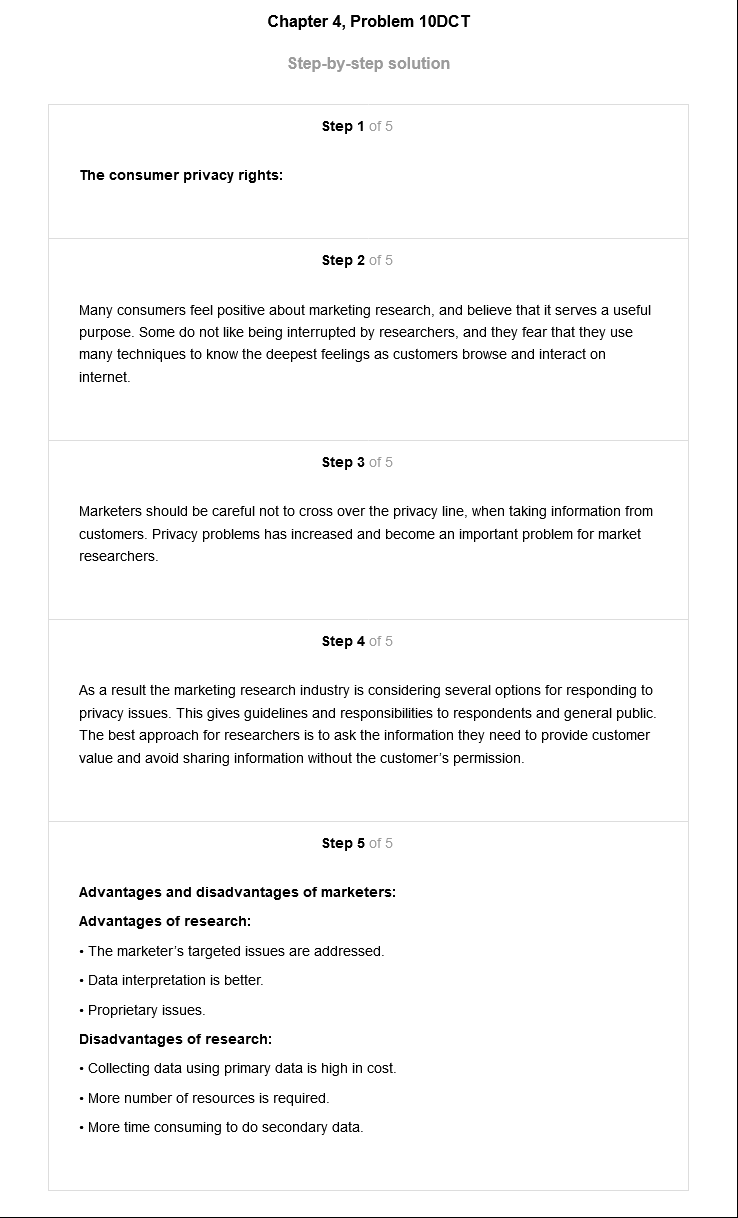 Chapter 4, Problem 10DCT
Step-by-step solution
Step 1 of 5
The consumer privacy rights:
Step 2 of 5
Many consumers feel positive about marketing research, and believe that it serves a useful
purpose. Some do not like being interrupted by researchers, and they fear that they use
many techniques to know the deepest feelings as customers browse and interact on
internet.
Step 3 of 5
Marketers should be careful not to cross over the privacy line, when taking information from
customers. Privacy problems has increased and become an important problem for market
researchers.
Step 4 of 5
As a result the marketing research industry is considering several options for responding to
privacy issues. This gives guidelines and responsibilities to respondents and general public.
The best approach for researchers is to ask the information they need to provide customer
value and avoid sharing information without the customer’s permission.
Step 5 of 5
Advantages and disadvantages of marketers:
Advantages of research:
• The marketer’s targeted issues are addressed.
• Data interpretation is better.
• Proprietary issues.
Disadvantages of research:
• Collecting data using primary data is high in cost.
• More number of resources is required.
• More time consuming to do secondary data.